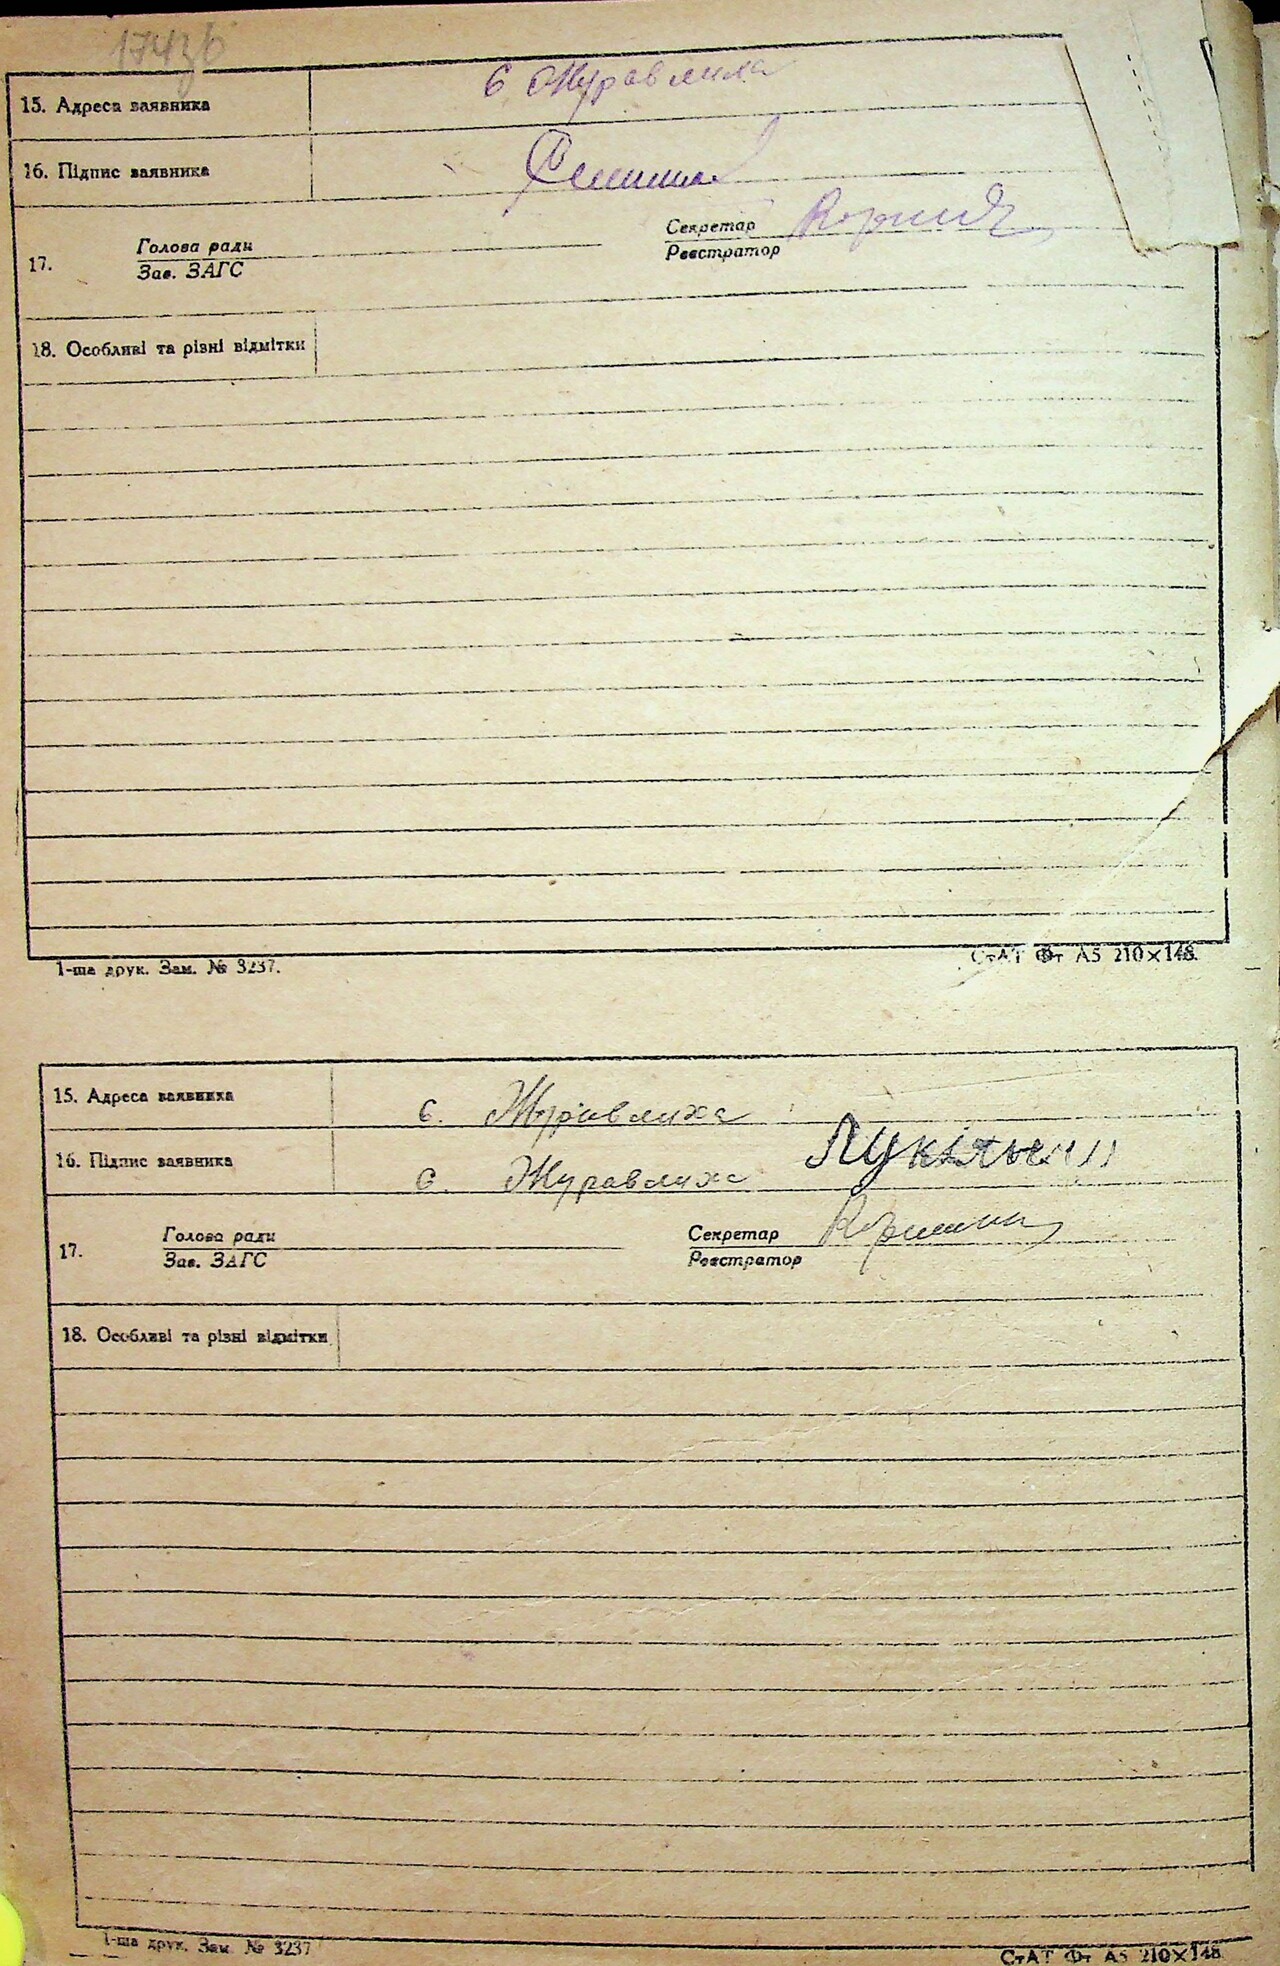 174зв
15. Адреса заявника с Журавлиха
16. Підпис заявника
17. Голова ради Секретар
Зав. ЗАГС Реєстратор
18. Особливі та різні відмітки
1-ша друк. Зам. № 3237. СтАТ Фт А5 210×148.
15. Адреса заявника с. Журавлиха
16. Підпис заявника с. Журавлиха
17. Голова ради Секретар
Зав. ЗАГС Реєстратор
18. Особливі та різні відмітки
1-ша друк. Зам. № 3237 СтАТ Фт А5 210×148